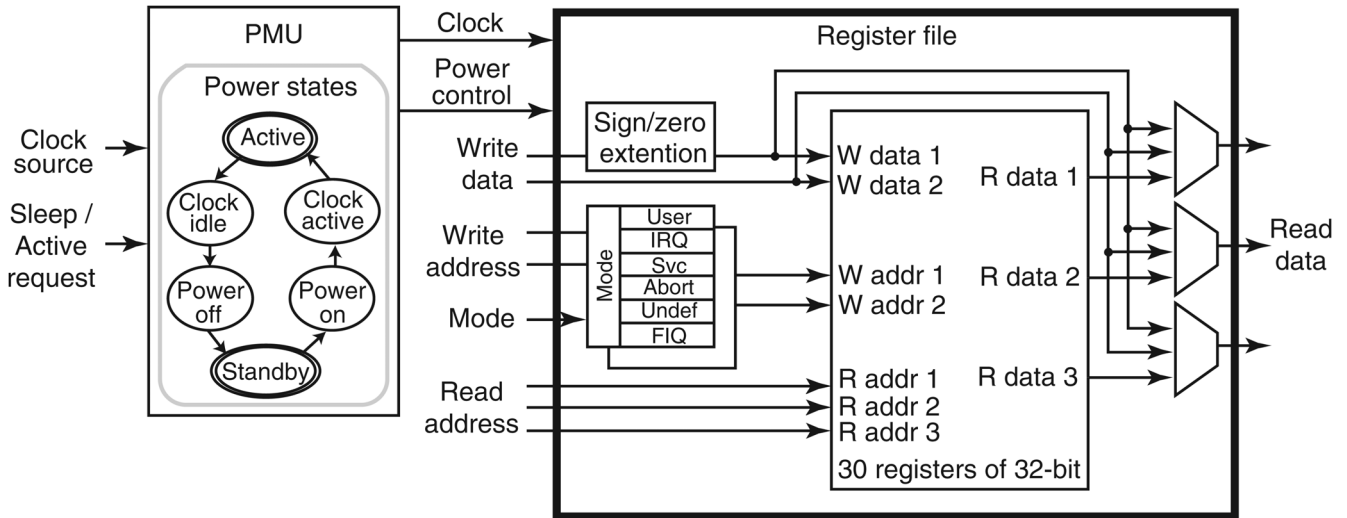 PMU
Power states
Active
Clock
idle
Clock
active
Power
off
Power
on
Standby
Clock
source
Sleep /
Active
request
Clock
Power
control
Write
data
Write
address
Mode
Read
address
Register file
Sign/zero
extention
Mode
User
IRQ
Svc
Abort
Undef
FIQ
W data 1
W data 2
W addr 1
W addr 2
R addr 1
R addr 2
R addr 3
R data 1
R data 2
R data 3
30 registers of 32-bit
Read
data